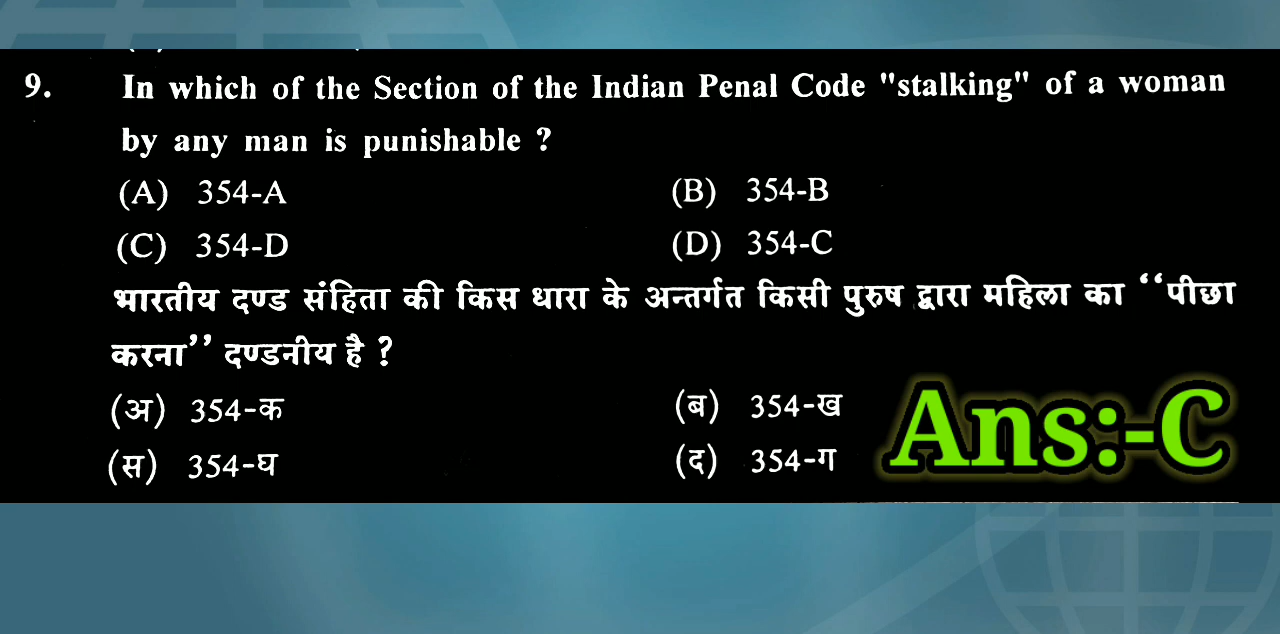 9. In which of the Section of the Indian Penal Code "stalking" of a woman
by any man is punishable ?
(A) 354-A (B) 354-B
(C) 354-D (D) 354-C
भारतीय दण्ड संहिता की किस धारा के अन्तर्गत किसी पुरुष द्वारा महिला का ‘‘पीछा
करना’’ दण्डनीय है ?
(अ) 354-क (ब) 354-ख
(स) 354-घ (द) 354-ग
Ans:-C